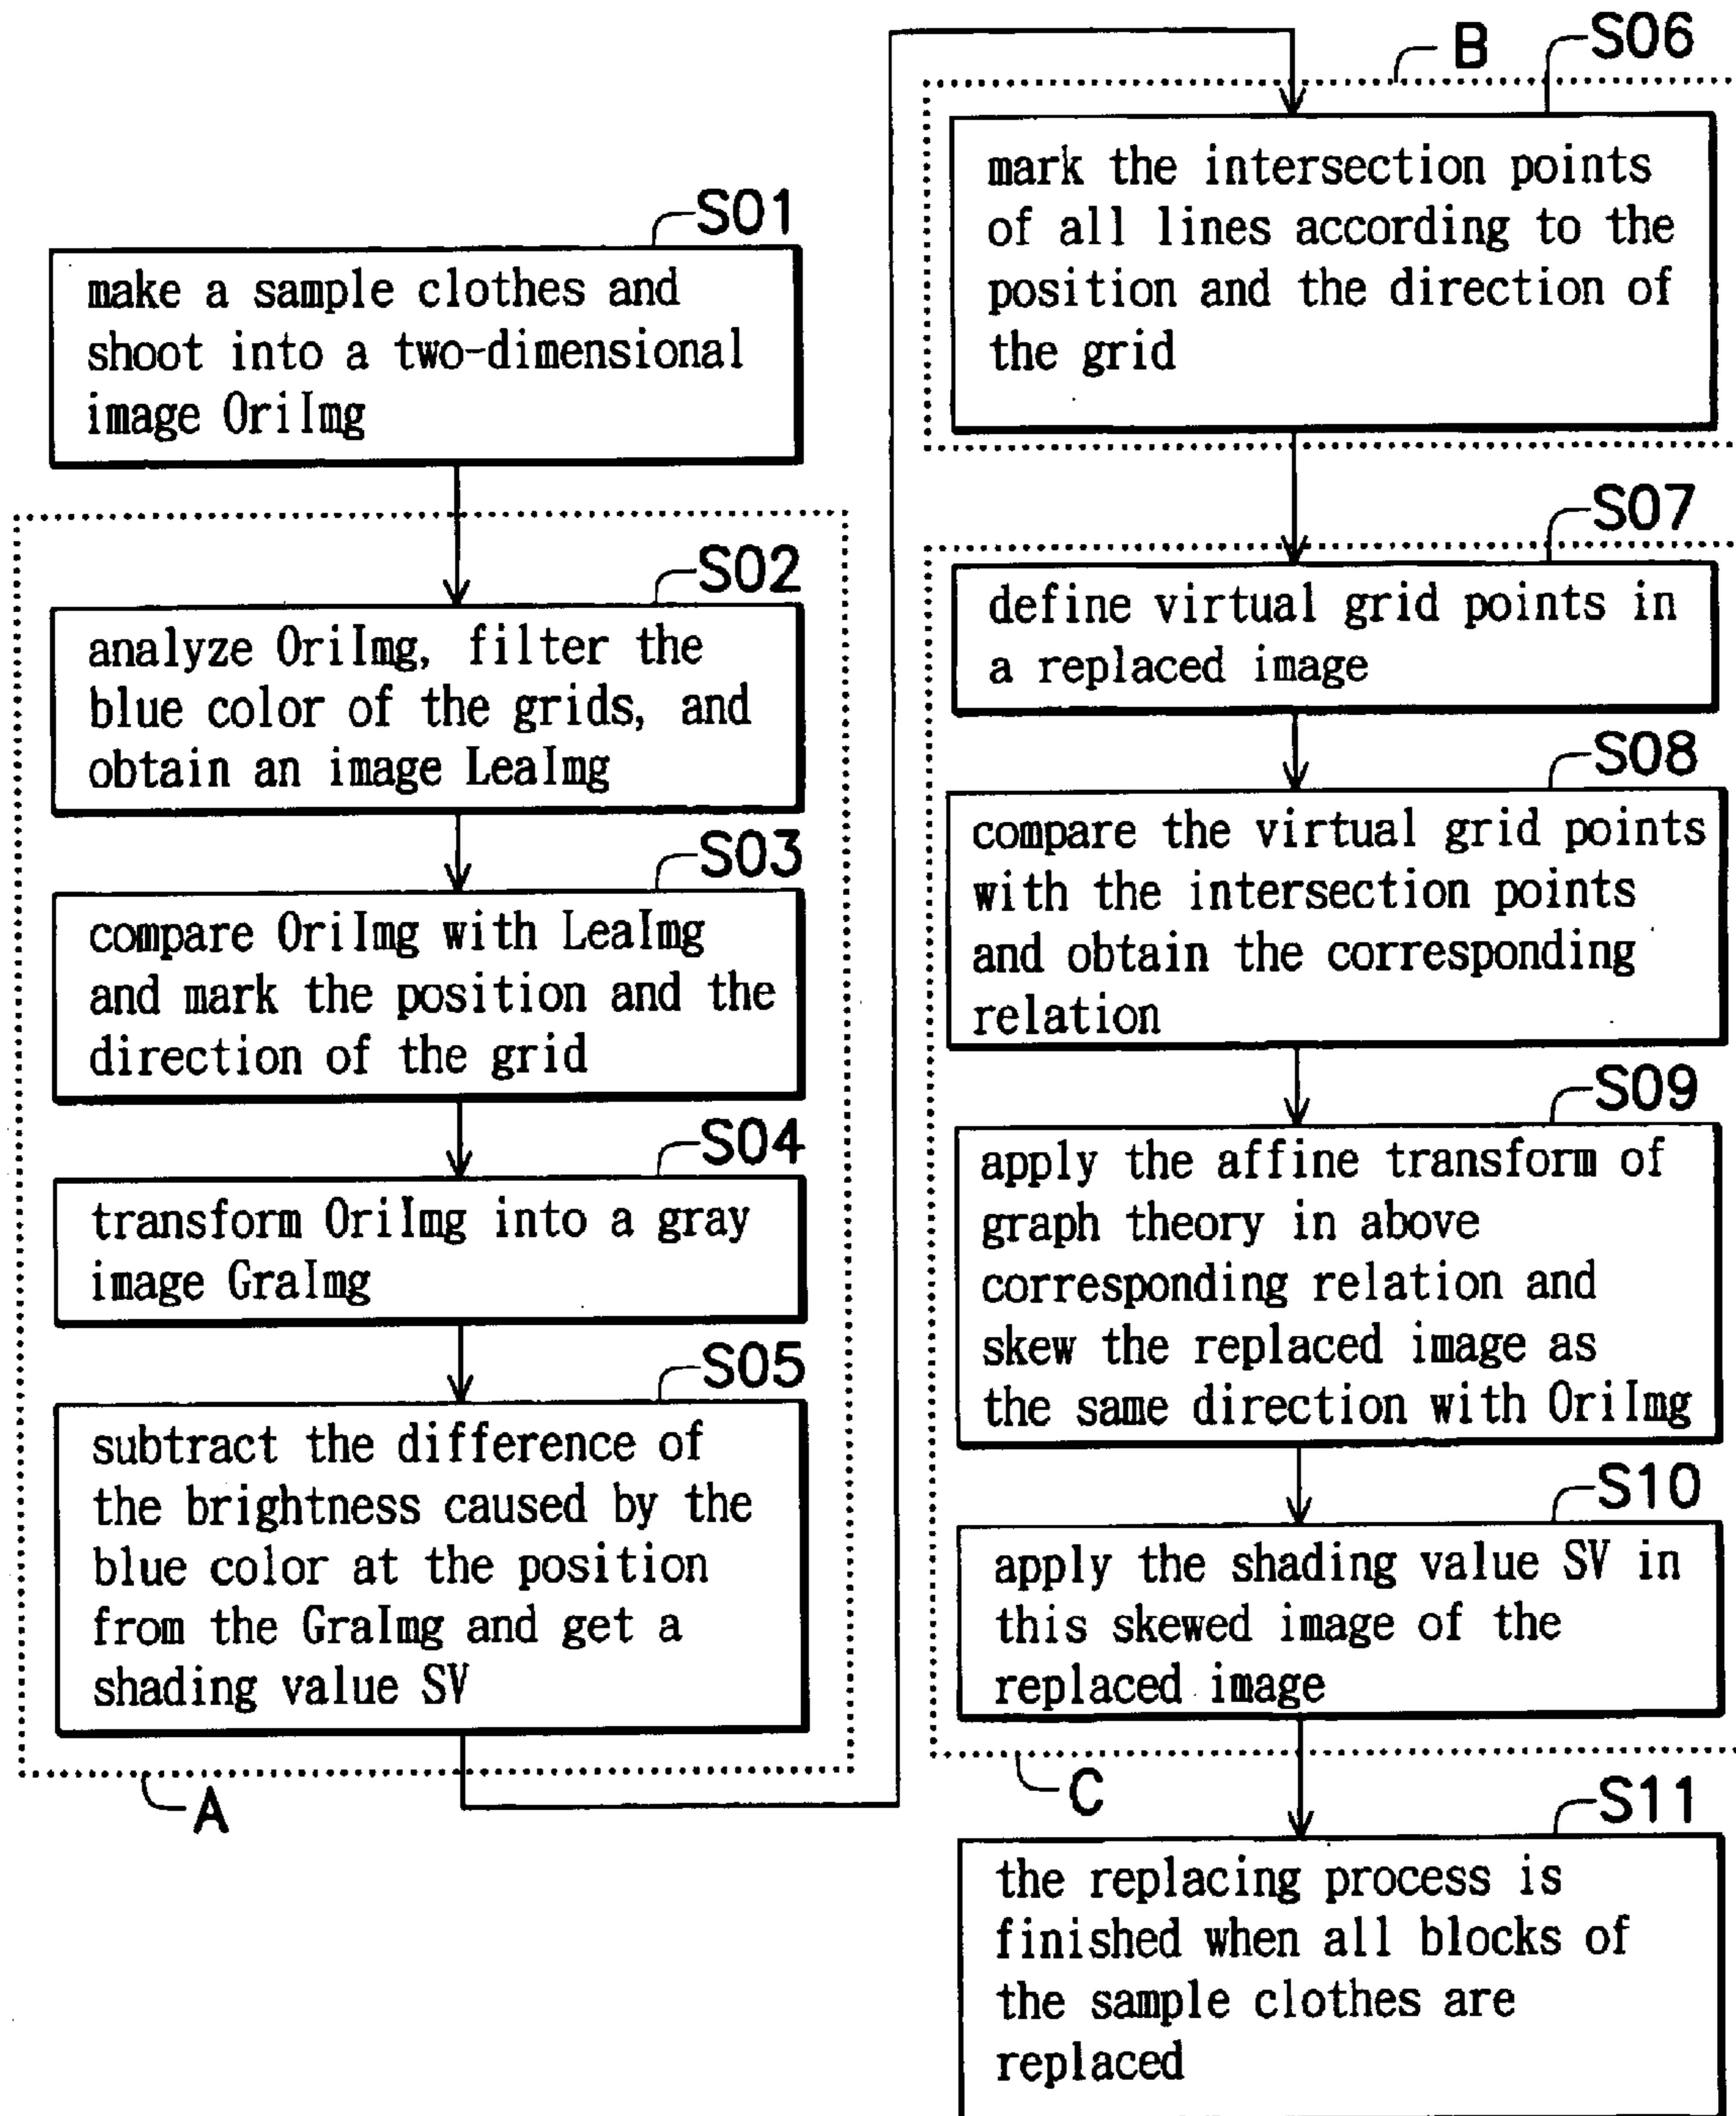 S01
make a sample clothes and
shoot into a two-dimensional
image OriImg
S02
analyze OriImg, filter the
blue color of the grids, and
obtain an image LeaImg
S03
compare OriImg with LeaImg
and mark the position and the
direction of the grid
S04
transform OriImg into a gray
image GraImg
S05
subtract the difference of
the brightness caused by the
blue color at the position
from the GraImg and get a
shading value SV
A
B
S06
mark the intersection points
of all lines according to the
position and the direction of
the grid
S07
define virtual grid points in
a replaced image
S08
compare the virtual grid points
with the intersection points
and obtain the corresponding
relation
S09
apply the affine transform of
graph theory in above
corresponding relation and
skew the replaced image as
the same direction with OriImg
S10
apply the shading value SV in
this skewed image of the
replaced image
C
S11
the replacing process is
finished when all blocks of
the sample clothes are
replaced